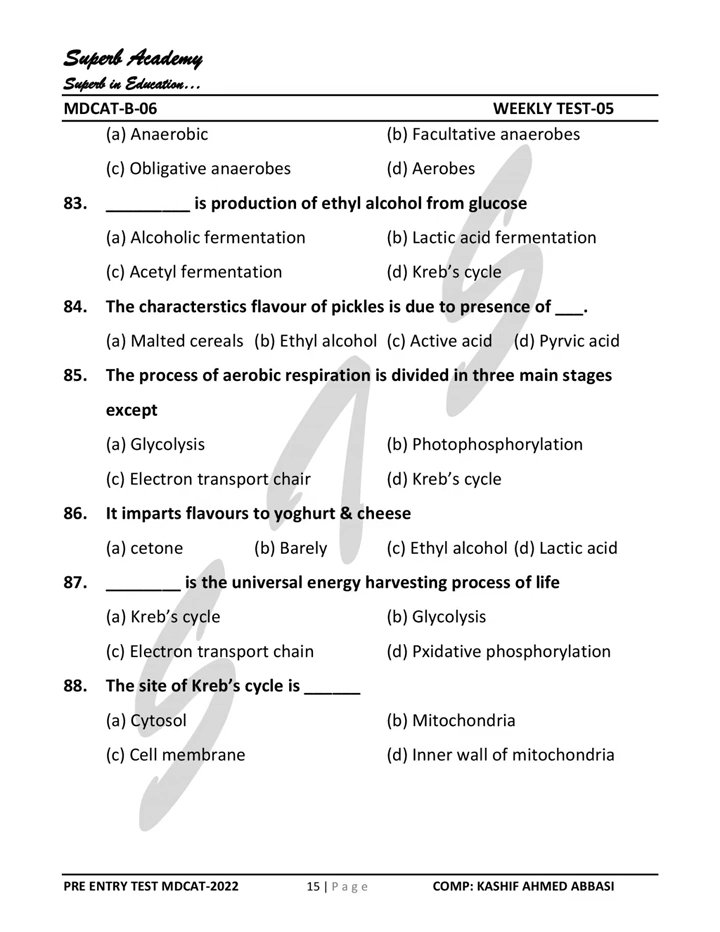 Superb Academy
Superb in Education...
MDCAT-B-06 WEEKLY TEST-05
(a) Anaerobic (b) Facultative anaerobes
(c) Obligative anaerobes (d) Aerobes
83. _________ is production of ethyl alcohol from glucose
(a) Alcoholic fermentation (b) Lactic acid fermentation
(c) Acetyl fermentation (d) Kreb’s cycle
84. The characterstics flavour of pickles is due to presence of ___.
(a) Malted cereals (b) Ethyl alcohol (c) Active acid (d) Pyrvic acid
85. The process of aerobic respiration is divided in three main stages
except
(a) Glycolysis (b) Photophosphorylation
(c) Electron transport chair (d) Kreb’s cycle
86. It imparts flavours to yoghurt & cheese
(a) cetone (b) Barely (c) Ethyl alcohol (d) Lactic acid
87. ________ is the universal energy harvesting process of life
(a) Kreb’s cycle (b) Glycolysis
(c) Electron transport chain (d) Pxidative phosphorylation
88. The site of Kreb’s cycle is ______
(a) Cytosol (b) Mitochondria
(c) Cell membrane (d) Inner wall of mitochondria
PRE ENTRY TEST MDCAT-2022 15 | Page COMP: KASHIF AHMED ABBASI